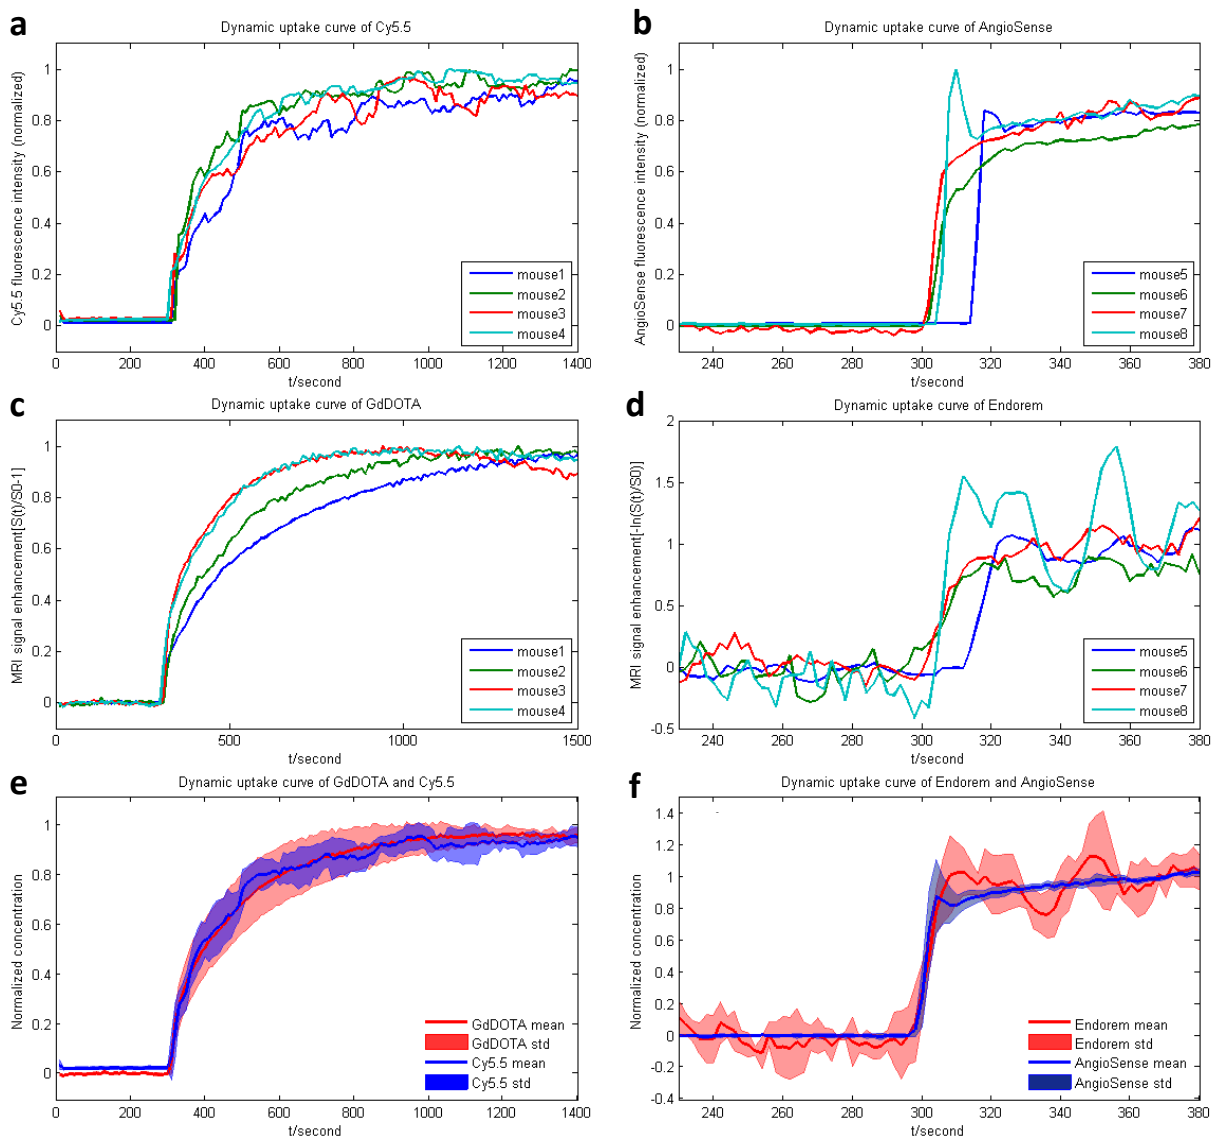 a
Dynamic uptake curve of Cy5.5
Cy5.5 fluorescence intensity (normalized)
1
0.8
0.6
0.4
0.2
0
0 200 400 600 800 1000 1200 1400
t/second
mouse1
mouse2
mouse3
mouse4
b
Dynamic uptake curve of AngioSense
AngioSense fluorescence intensity (normalized)
1
0.8
0.6
0.4
0.2
0
240 260 280 300 320 340 360 380
t/second
mouse5
mouse6
mouse7
mouse8
c
Dynamic uptake curve of GdDOTA
MRI signal enhancement[S(t)/S0-1]
1
0.8
0.6
0.4
0.2
0
0 500 1000 1500
t/second
mouse1
mouse2
mouse3
mouse4
d
Dynamic uptake curve of Endorem
MRI signal enhancement[-ln(S(t)/S0)]
2
1.5
1
0.5
0
-0.5
240 260 280 300 320 340 360 380
t/second
mouse5
mouse6
mouse7
mouse8
e
Dynamic uptake curve of GdDOTA and Cy5.5
Normalized concentration
1
0.8
0.6
0.4
0.2
0
0 200 400 600 800 1000 1200 1400
t/second
GdDOTA mean
GdDOTA std
Cy5.5 mean
Cy5.5 std
f
Dynamic uptake curve of Endorem and AngioSense
Normalized concentration
1.4
1.2
1
0.8
0.6
0.4
0.2
0
-0.2
-0.4
240 260 280 300 320 340 360 380
t/second
Endorem mean
Endorem std
AngioSense mean
AngioSense std